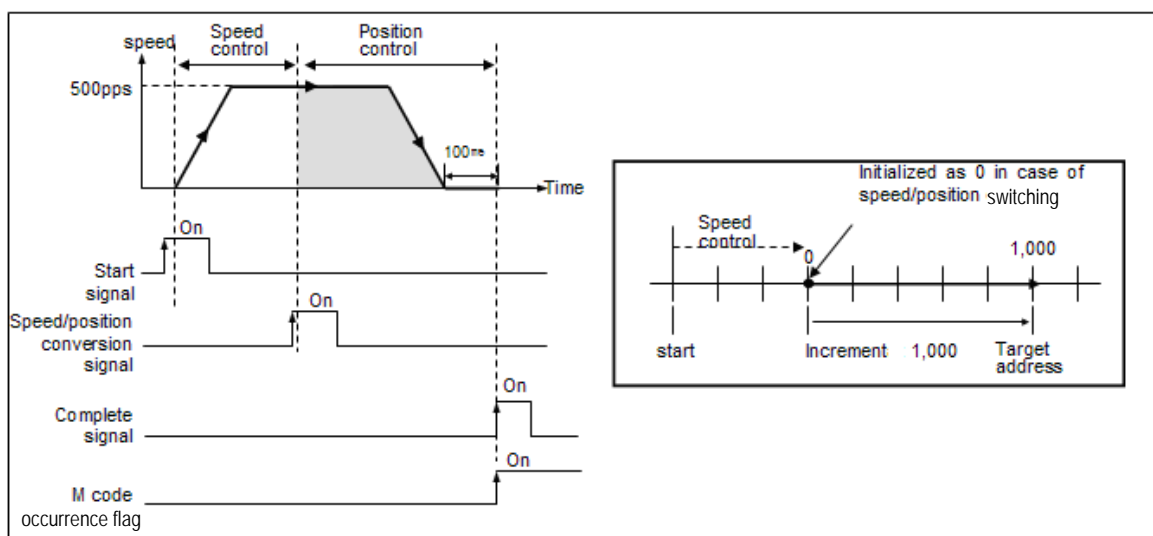 speed
Speed
control
Position
control
500pps
100ms
Time
On
Start
signal
On
Speed/position
conversion
signal
On
Complete
signal
On
M code
occurrence flag
Initialized as 0 in case of
speed/position switching
Speed
control
0
1,000
start
Increment : 1,000
Target
address